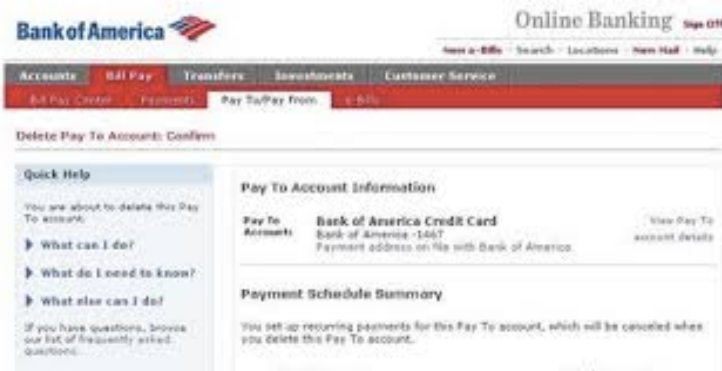 Bank of America
Online Banking Sign Off
New e-Bills Search Locations New Mail Help
Accounts Bill Pay Transfers Investments Customer Service
Bill Pay Center Payments Pay To/Pay From e-Bills
Delete Pay To Account: Confirm
Quick Help
You are about to delete this Pay
To account.
What can I do?
What do I need to know?
What else can I do?
If you have questions, browse
our list of frequently asked
questions.
Pay To Account Information
Pay To
Account:
Bank of America Credit Card
Bank of America -1467
Payment address on file with Bank of America
View Pay To
account details
Payment Schedule Summary
You set up recurring payments for this Pay To account, which will be canceled when
you delete this Pay To account.